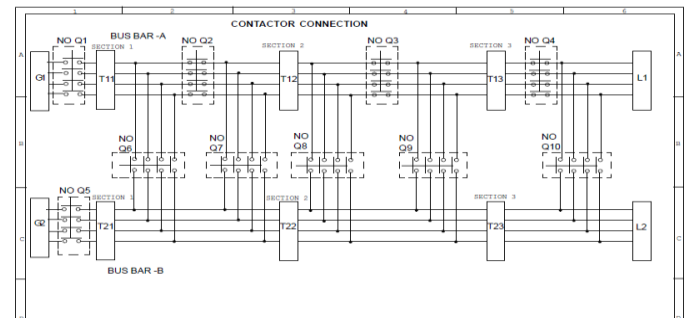 1 2 3 4 5 6
CONTACTOR CONNECTION
BUS BAR -A
NO Q1 NO Q2 NO Q3 NO Q4
SECTION 1 SECTION 2 SECTION 3
A A
G1 T11 T12 T13 L1
B B
NO Q6
NO Q7
NO Q8
NO Q9
NO Q10
NO Q5
SECTION 1 SECTION 2 SECTION 3
G2 T21 T22 T23 L2
C C
BUS BAR -B